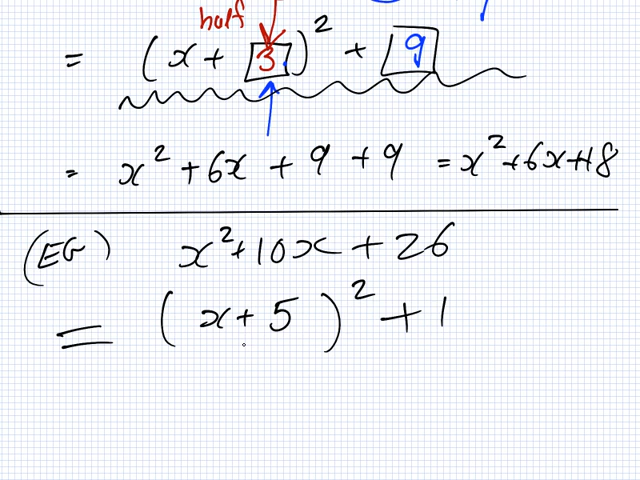 half
= (x + 3)² + 9
= x² + 6x + 9 + 9 = x² + 6x + 18
(EG) x² + 10x + 26
= (x + 5)² + 1